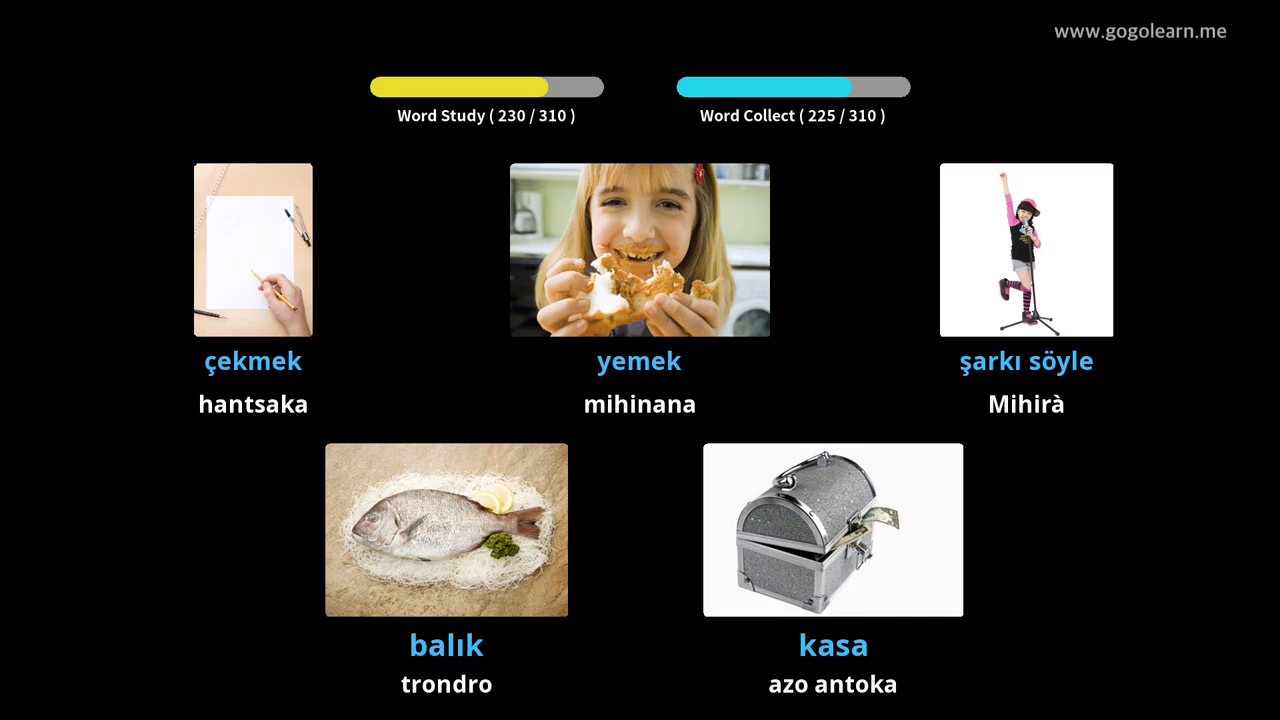 www.gogolearn.me
Word Study ( 230 / 310 )
Word Collect ( 225 / 310 )
çekmek
yemek
şarkı söyle
hantsaka
mihinana
Mihirà
balık
kasa
trondro
azo antoka